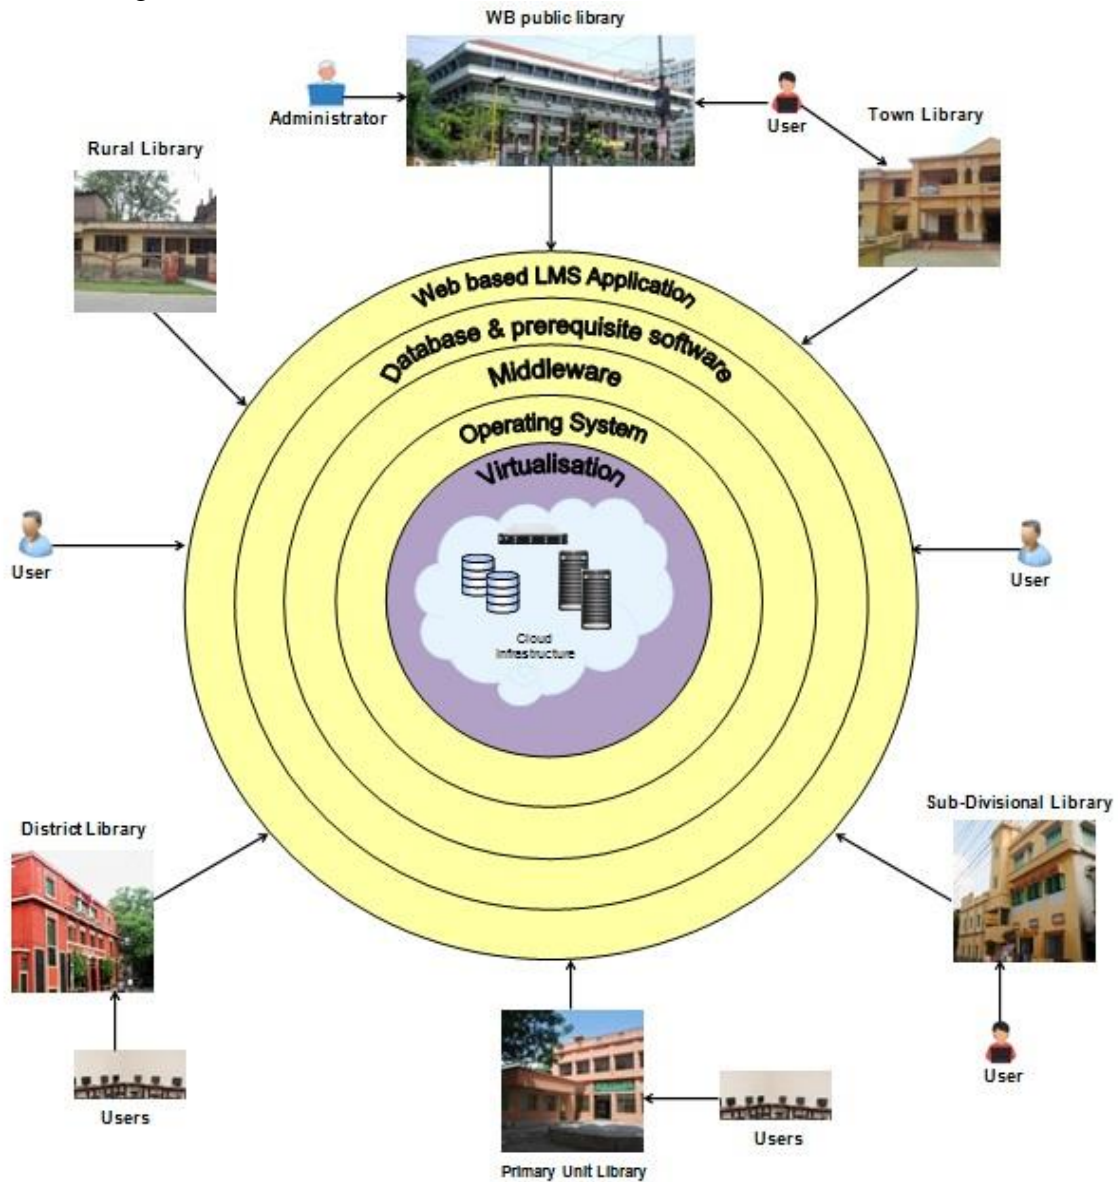 WB public library
Administrator
User
Town Library
Rural Library
Web based LMS Application
Database & prerequisite software
Middleware
Operating System
Virtualisation
Cloud
Infrastructure
User
User
District Library
Sub-Divisional Library
Users
Primary Unit Library
Users
User